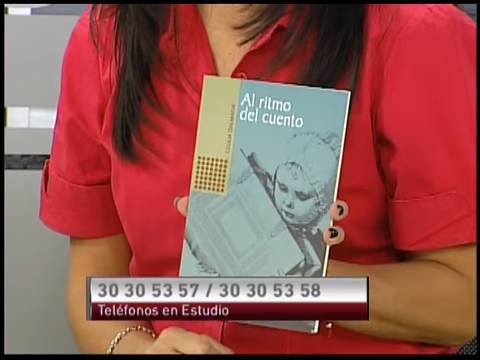 Al ritmo
del cuento
30 30 53 57 / 30 30 53 58
Teléfonos en Estudio